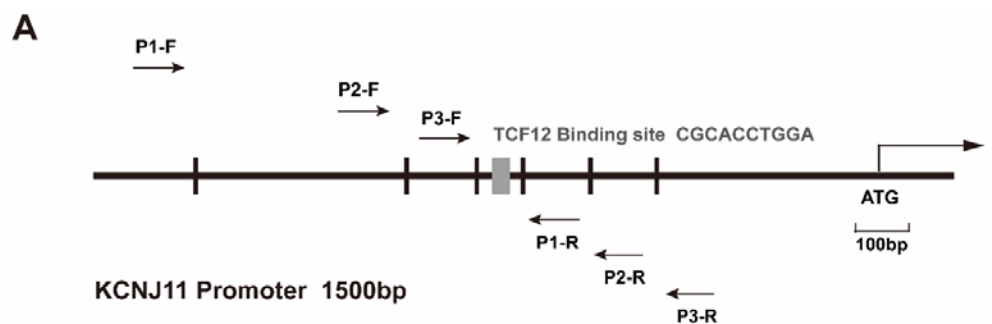 A
P1-F
P2-F
P3-F
TCF12 Binding site CGCACCTGGA
ATG
100bp
P1-R
P2-R
P3-R
KCNJ11 Promoter 1500bp